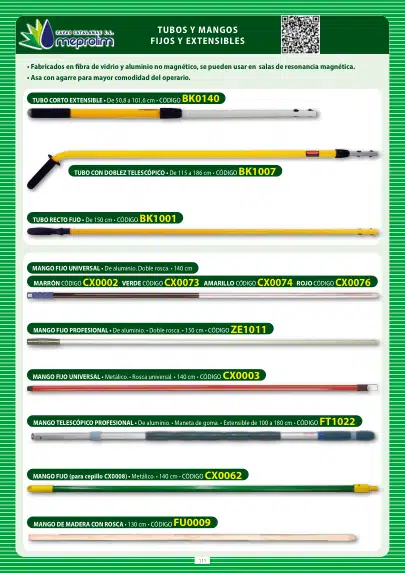 CAYRE CATALANES S.L.
meprolim
TUBOS Y MANGOS
FIJOS Y EXTENSIBLES
• Fabricados en fibra de vidrio y aluminio no magnético, se pueden usar en salas de resonancia magnética.
• Asa con agarre para mayor comodidad del operario.
TUBO CORTO EXTENSIBLE • De 50,8 a 101,6 cm • CÓDIGO BK0140
TUBO CON DOBLEZ TELESCÓPICO • De 115 a 186 cm • CÓDIGO BK1007
TUBO RECTO FIJO • De 150 cm • CÓDIGO BK1001
MANGO FIJO UNIVERSAL • De aluminio. Doble rosca. • 140 cm
MARRÓN CÓDIGO CX0002 VERDE CÓDIGO CX0073 AMARILLO CÓDIGO CX0074 ROJO CÓDIGO CX0076
MANGO FIJO PROFESIONAL • De aluminio. • Doble rosca. • 150 cm • CÓDIGO ZE1011
MANGO FIJO UNIVERSAL • Metálico. • Rosca universal • 140 cm • CÓDIGO CX0003
MANGO TELESCÓPICO PROFESIONAL • De aluminio. • Maneta de goma. • Extensible de 100 a 180 cm • CÓDIGO FT1022
MANGO FIJO (para cepillo CX0008) • Metálico • 140 cm • CÓDIGO CX0062
MANGO DE MADERA CON ROSCA • 130 cm • CÓDIGO FU0009
111